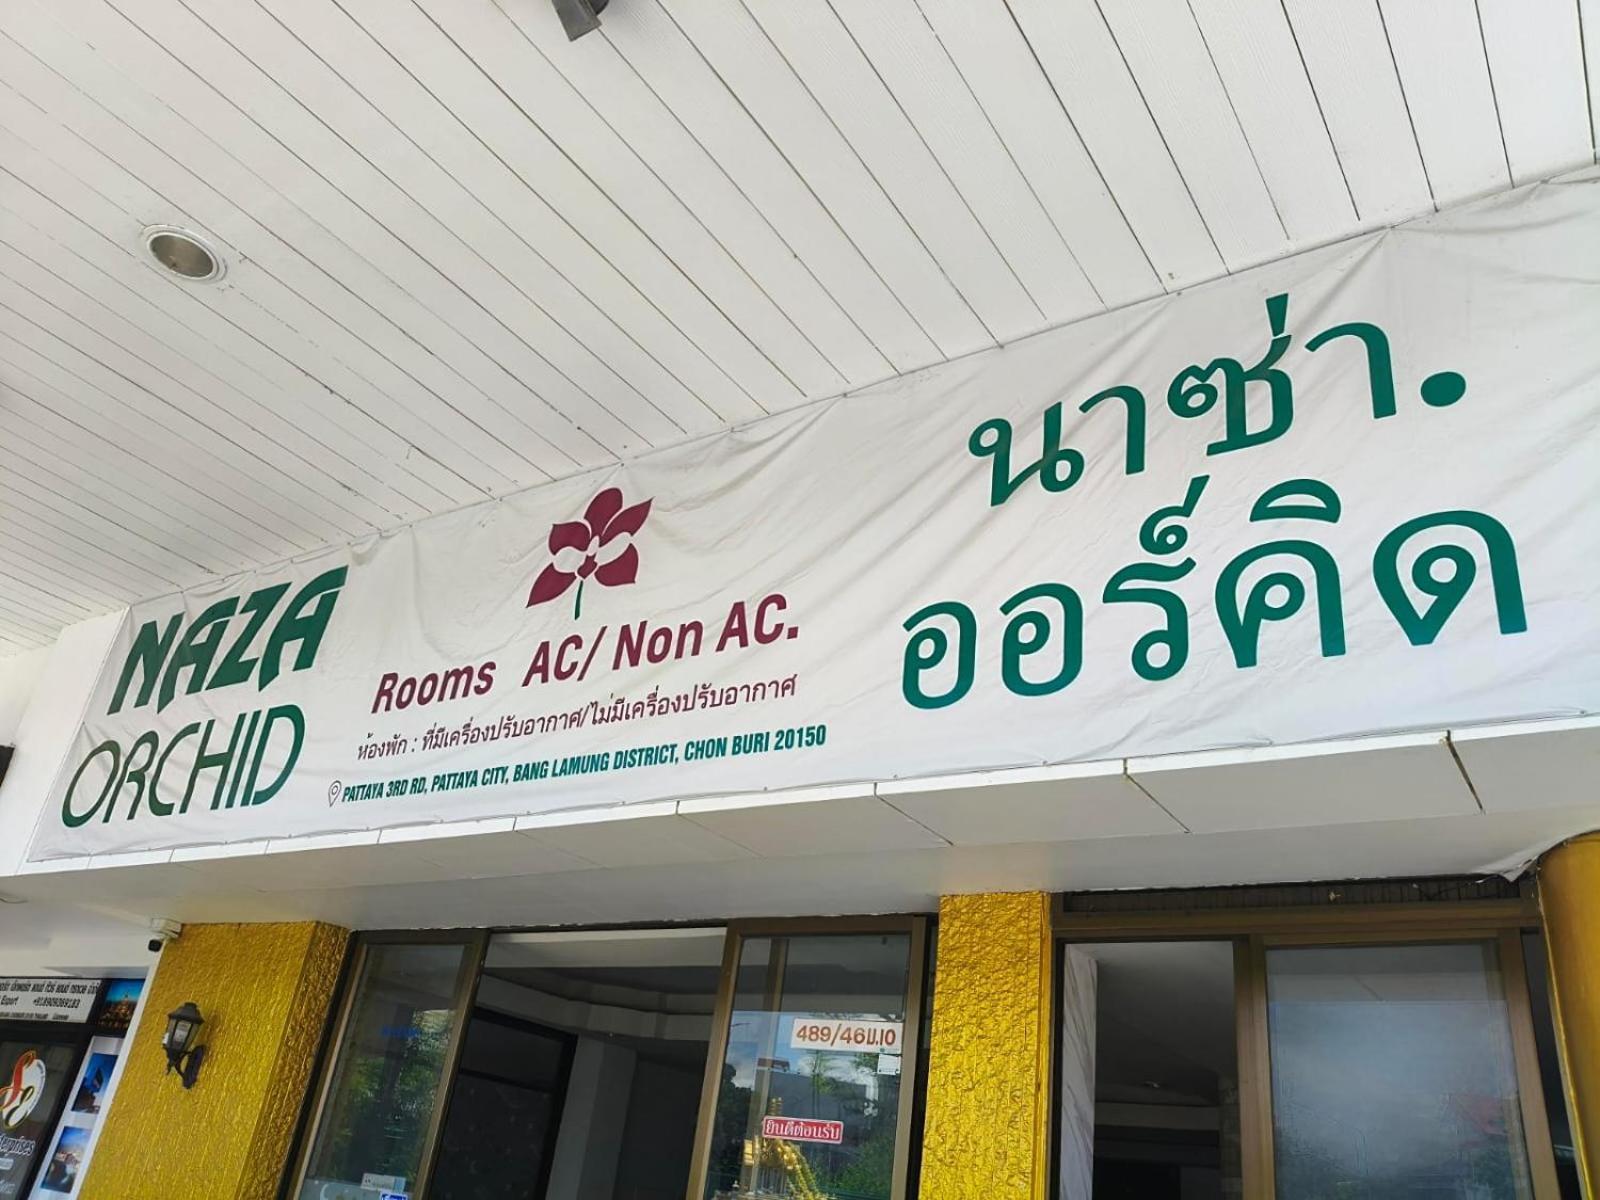 NAZA
ORCHID
Rooms AC/ Non AC.
ห้องพัก : ที่มีเครื่องปรับอากาศ/ไม่มีเครื่องปรับอากาศ
PATTAYA 3RD RD, PATTAYA CITY, BANG LAMUNG DISTRICT, CHON BURI 20150
นาซ่า.
ออร์คิด
489/46ม.10
ยินดีต้อนรับ
Export